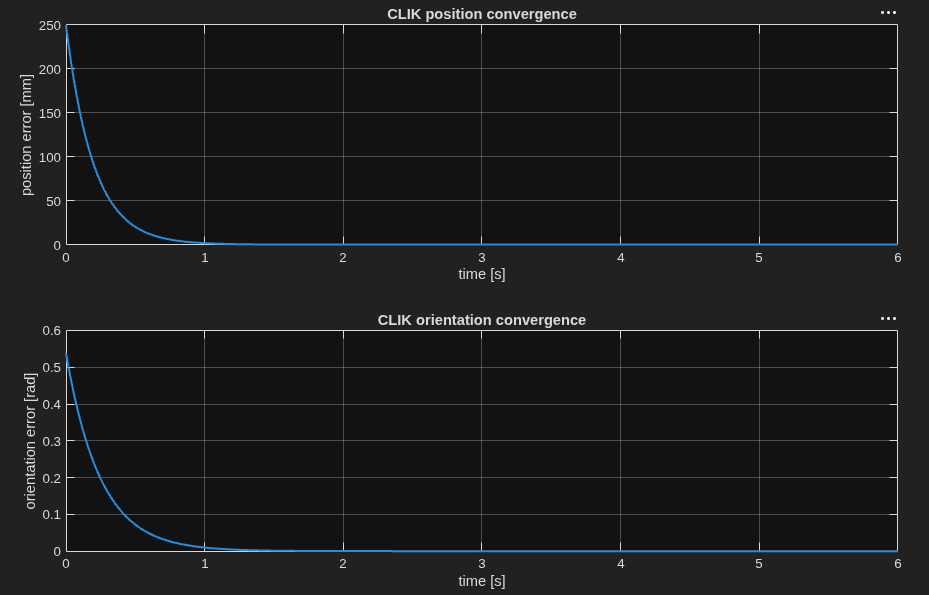 CLIK position convergence
250
200
150
100
50
0
position error [mm]
0 1 2 3 4 5 6
time [s]
CLIK orientation convergence
0.6
0.5
0.4
0.3
0.2
0.1
0
orientation error [rad]
0 1 2 3 4 5 6
time [s]